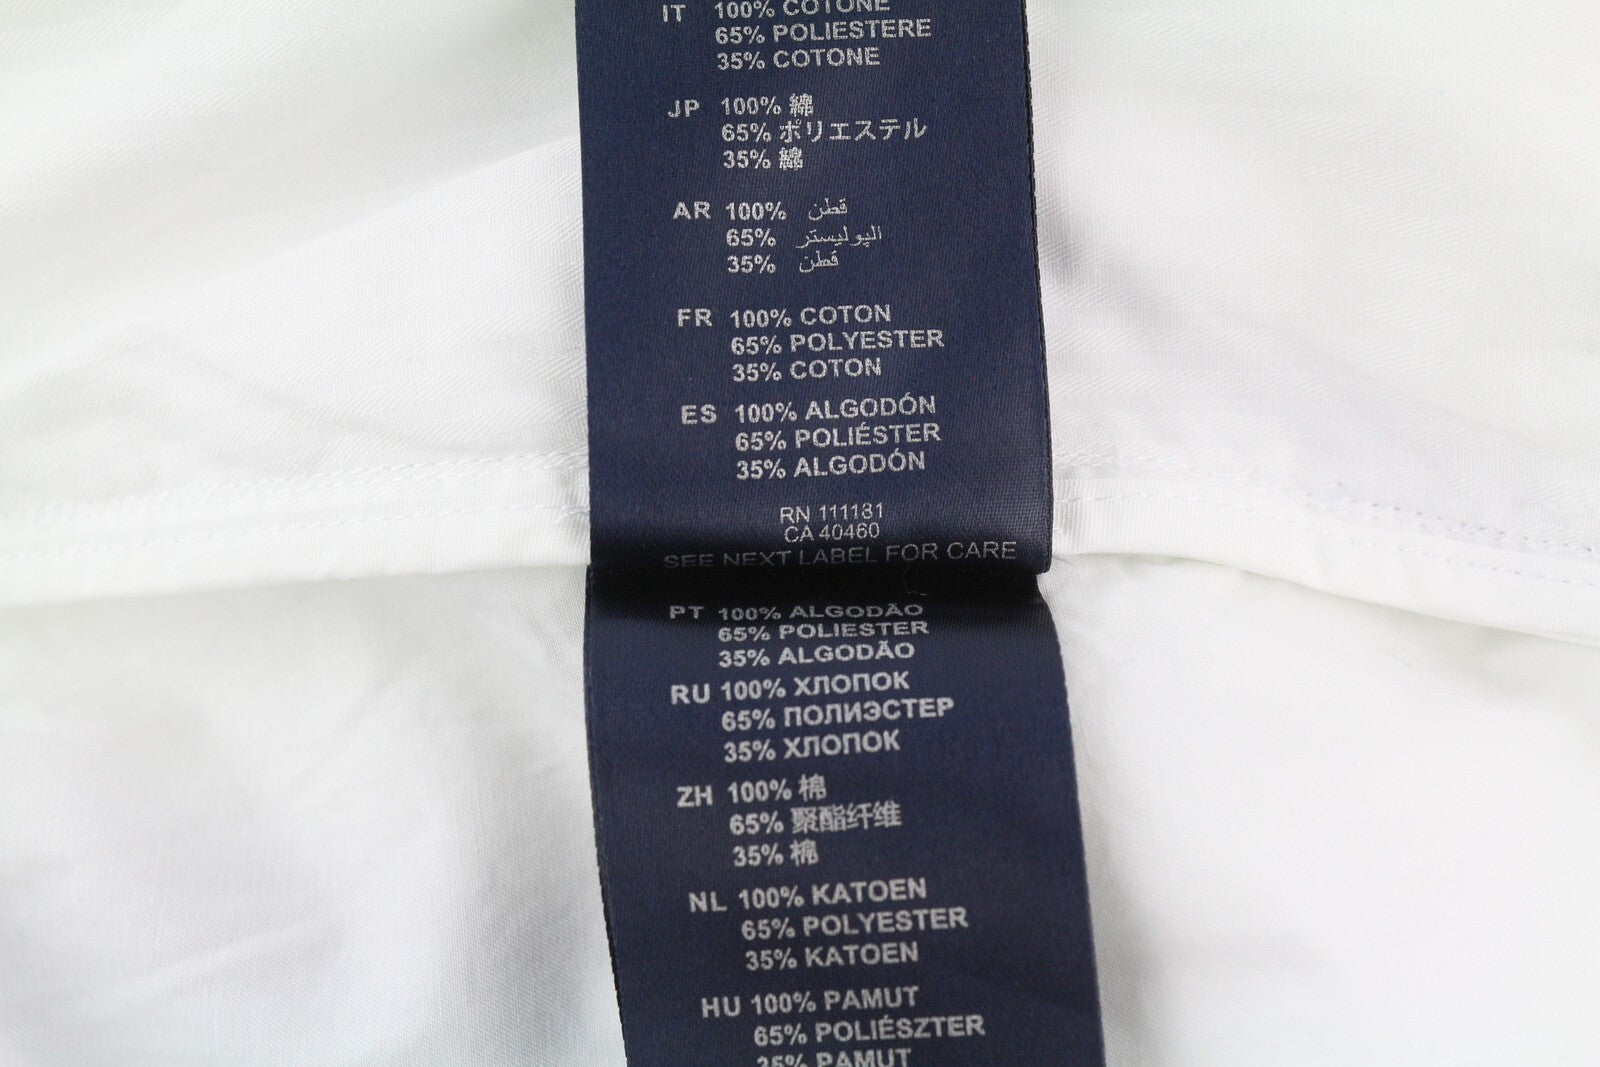 IT 100% COTONE
65% POLIESTERE
35% COTONE
JP 100% 綿
65% ポリエステル
35% 綿
AR 100% قطن
65% البوليستر
35% قطن
FR 100% COTON
65% POLYESTER
35% COTON
ES 100% ALGODÓN
65% POLIÉSTER
35% ALGODÓN
RN 111181
CA 40460
SEE NEXT LABEL FOR CARE
PT 100% ALGODÃO
65% POLIESTER
35% ALGODÃO
RU 100% ХЛОПОК
65% ПОЛИЭСТЕР
35% ХЛОПОК
ZH 100% 棉
65% 聚酯纤维
35% 棉
NL 100% KATOEN
65% POLYESTER
35% KATOEN
HU 100% PAMUT
65% POLIÉSZTER
35% PAMUT